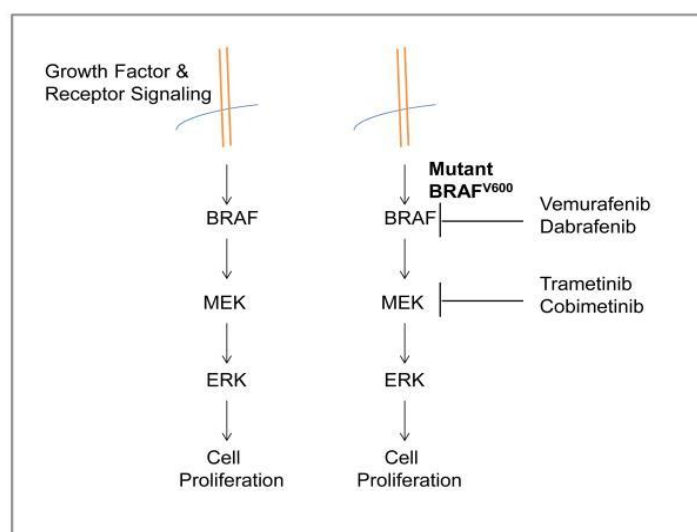 Growth Factor &
Receptor Signaling
Mutant
BRAFV600
BRAF
BRAF
Vemurafenib
Dabrafenib
MEK
MEK
Trametinib
Cobimetinib
ERK
ERK
Cell
Proliferation
Cell
Proliferation